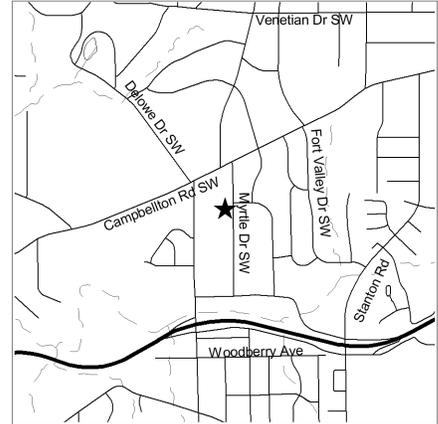 Venetian Dr SW
Delowe Dr SW
Fort Valley Dr SW
Campbellton Rd SW
Myrtle Dr SW
Stanton Rd
Woodberry Ave